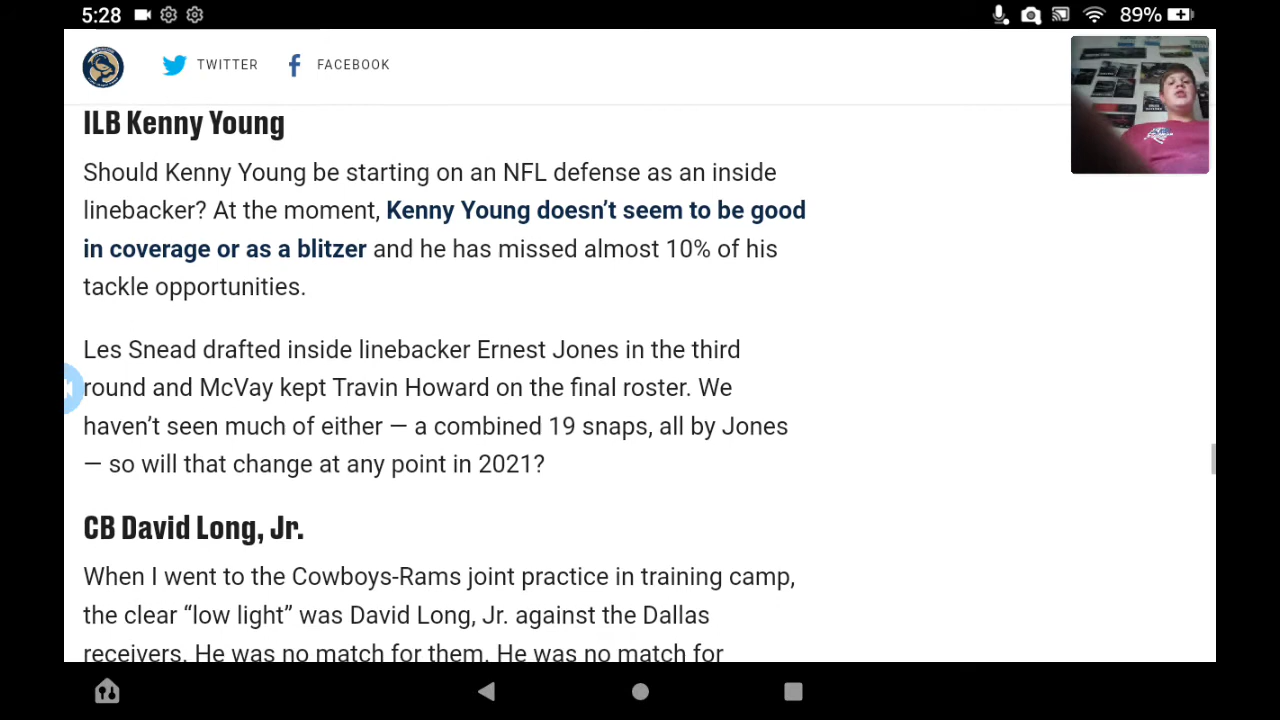 5:28
89%
TWITTER
FACEBOOK
ILB Kenny Young
Should Kenny Young be starting on an NFL defense as an inside
linebacker? At the moment, Kenny Young doesn’t seem to be good
in coverage or as a blitzer and he has missed almost 10% of his
tackle opportunities.
Les Snead drafted inside linebacker Ernest Jones in the third
round and McVay kept Travin Howard on the final roster. We
haven’t seen much of either — a combined 19 snaps, all by Jones
— so will that change at any point in 2021?
CB David Long, Jr.
When I went to the Cowboys-Rams joint practice in training camp,
the clear “low light” was David Long, Jr. against the Dallas
receivers. He was no match for them. He was no match for